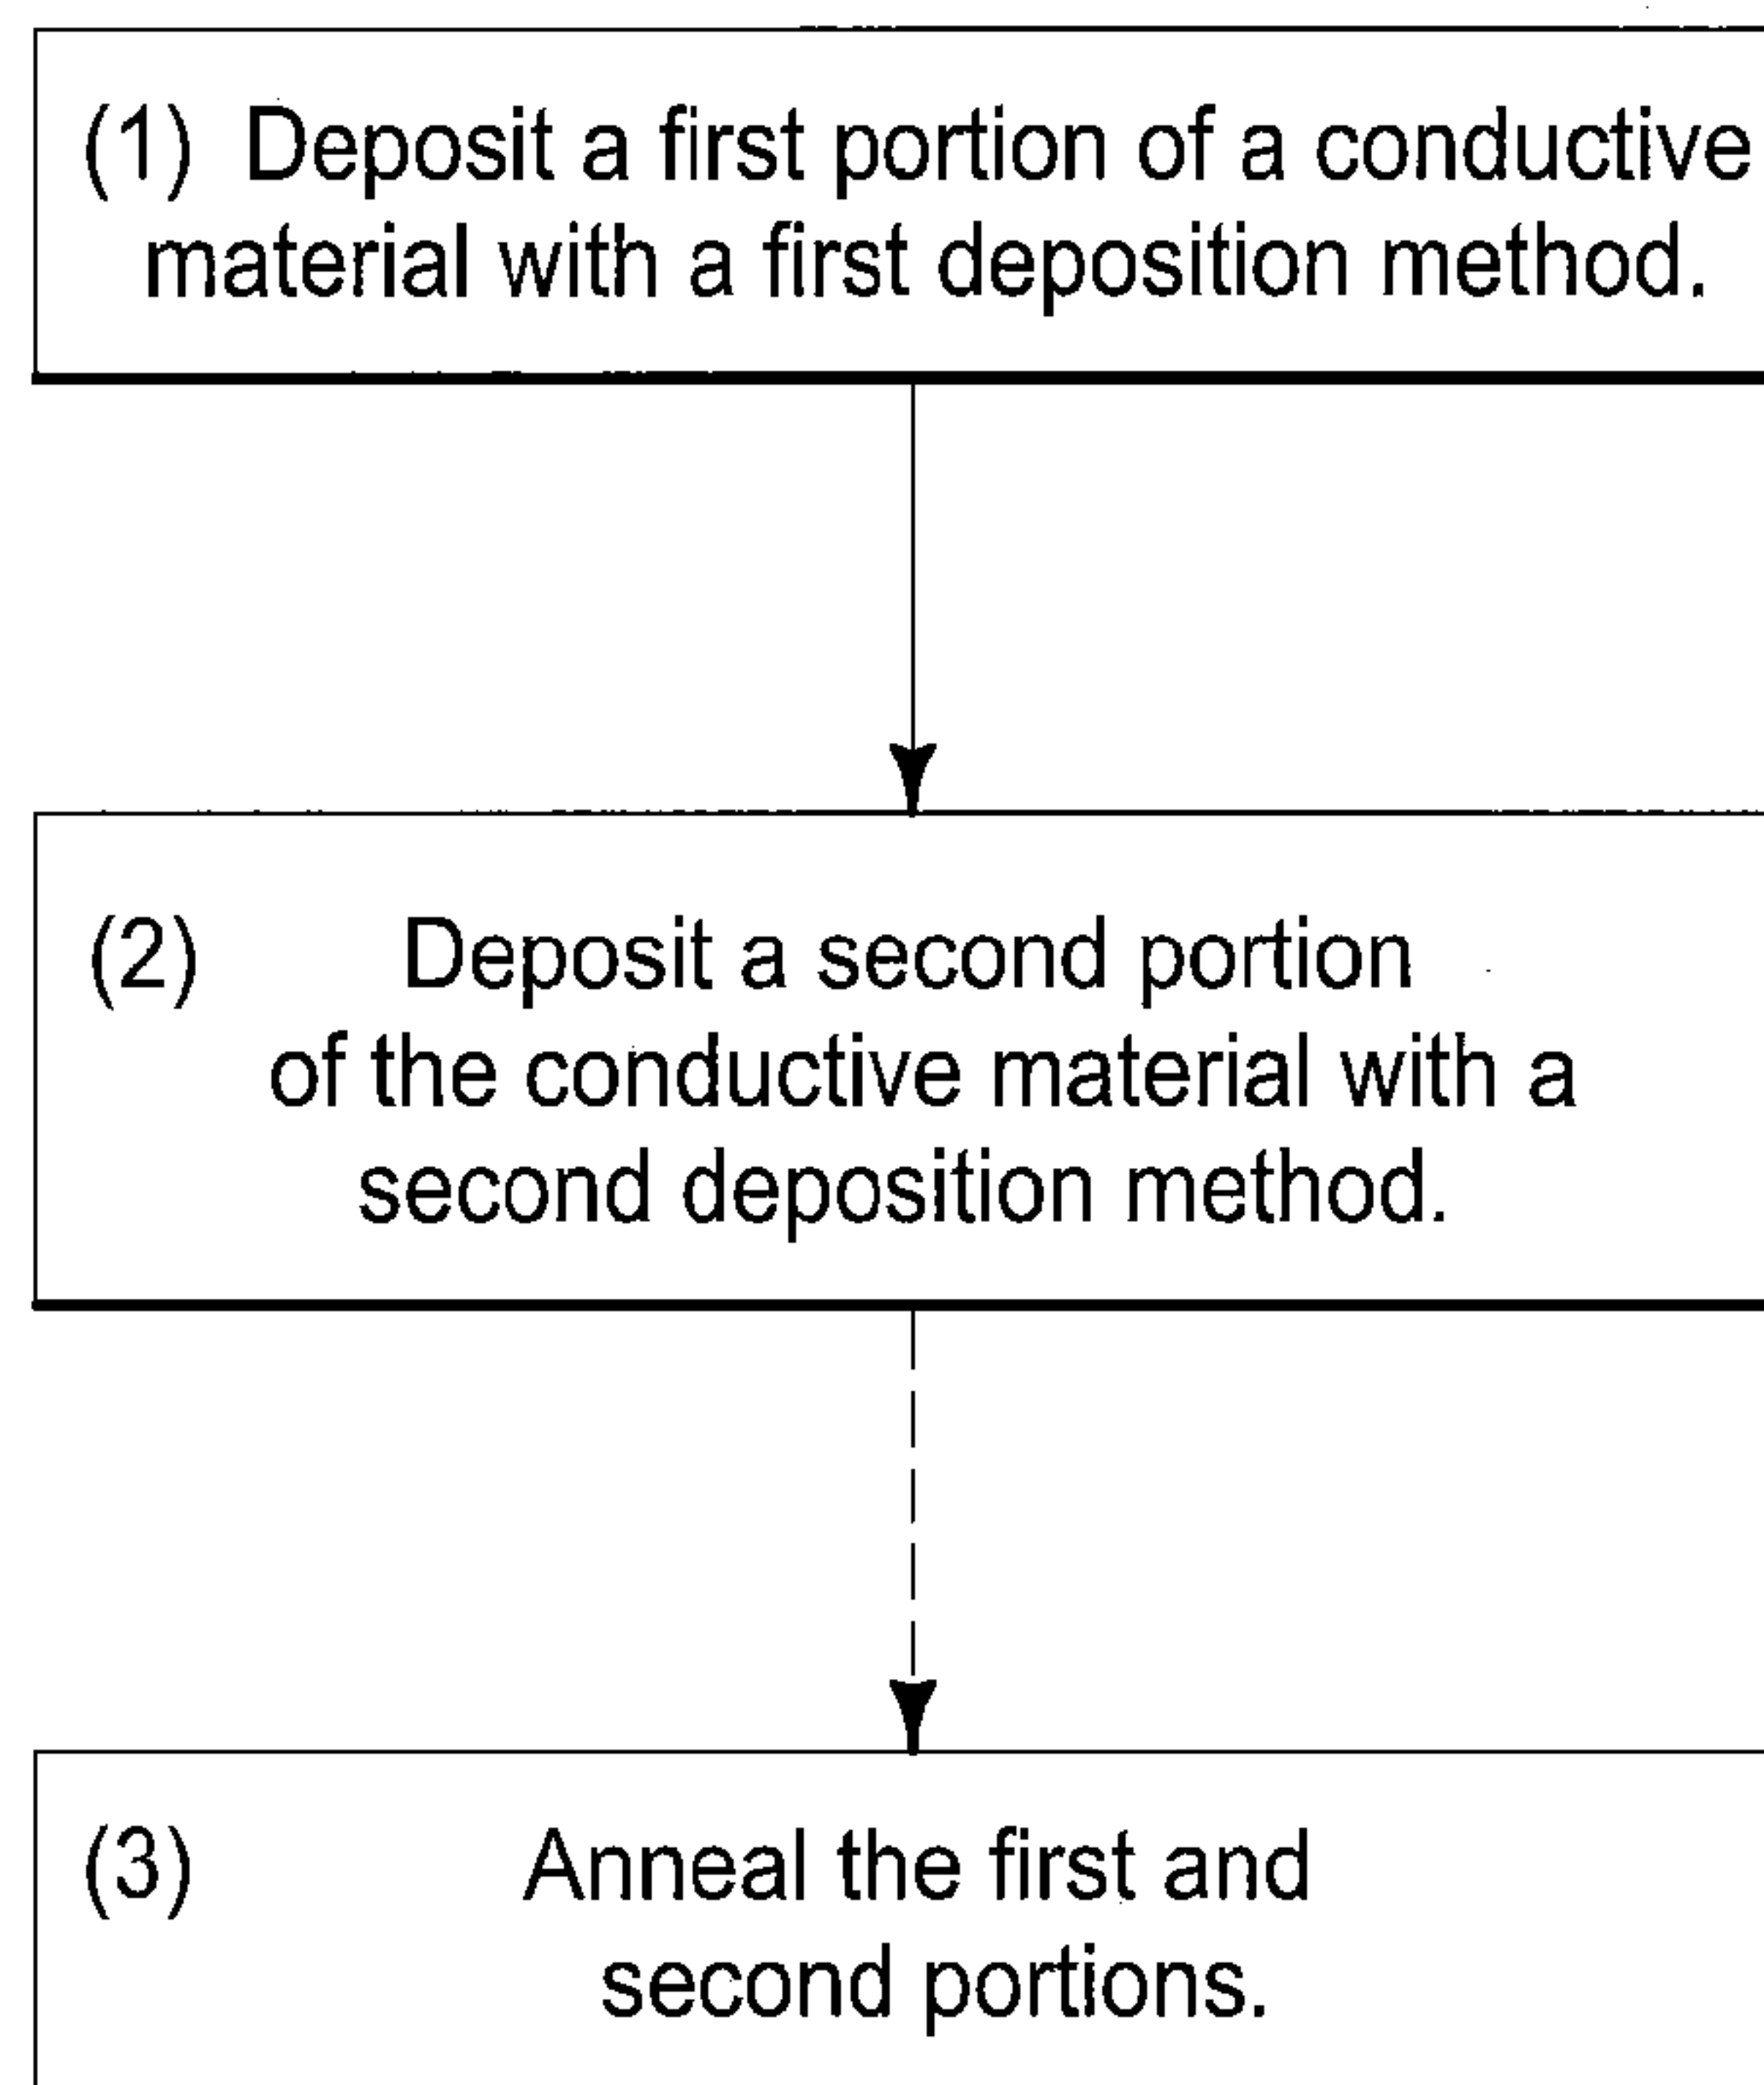 (1) Deposit a first portion of a conductive
material with a first deposition method.
(2) Deposit a second portion
of the conductive material with a
second deposition method.
(3) Anneal the first and
second portions.